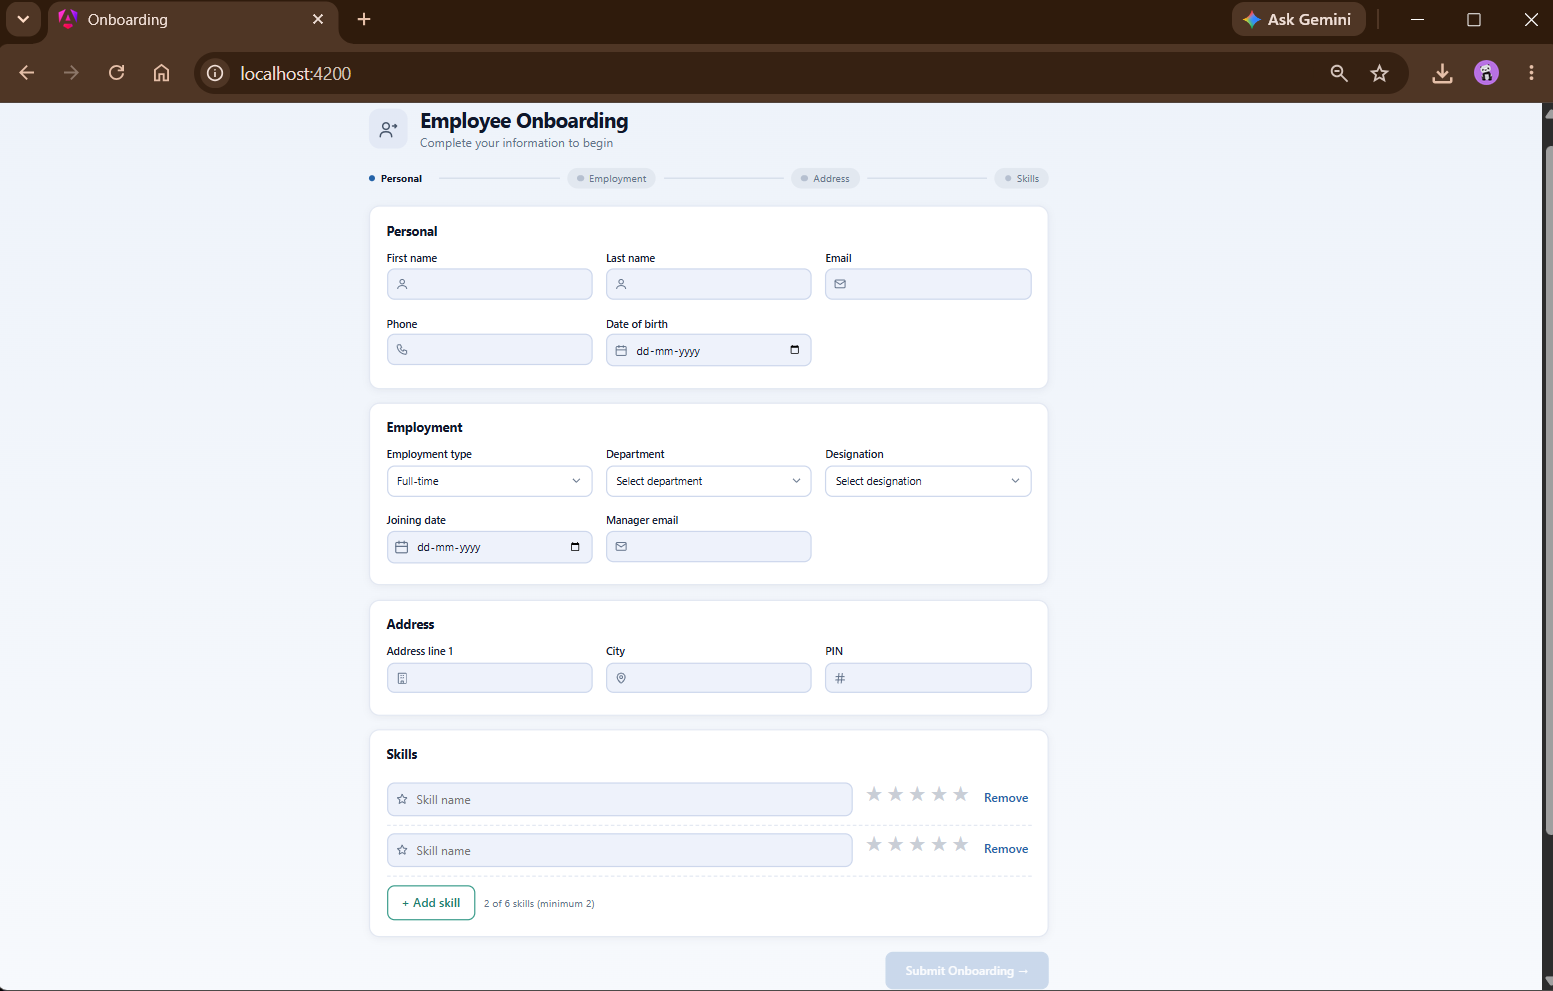 Onboarding
Ask Gemini
localhost:4200
Employee Onboarding
Complete your information to begin
Personal
Employment
Address
Skills
Personal
First name
Last name
Email
Phone
Date of birth
dd-mm-yyyy
Employment
Employment type
Department
Designation
Full-time
Select department
Select designation
Joining date
Manager email
dd-mm-yyyy
Address
Address line 1
City
PIN
#
Skills
Skill name
Remove
Skill name
Remove
+ Add skill
2 of 6 skills (minimum 2)
Submit Onboarding →